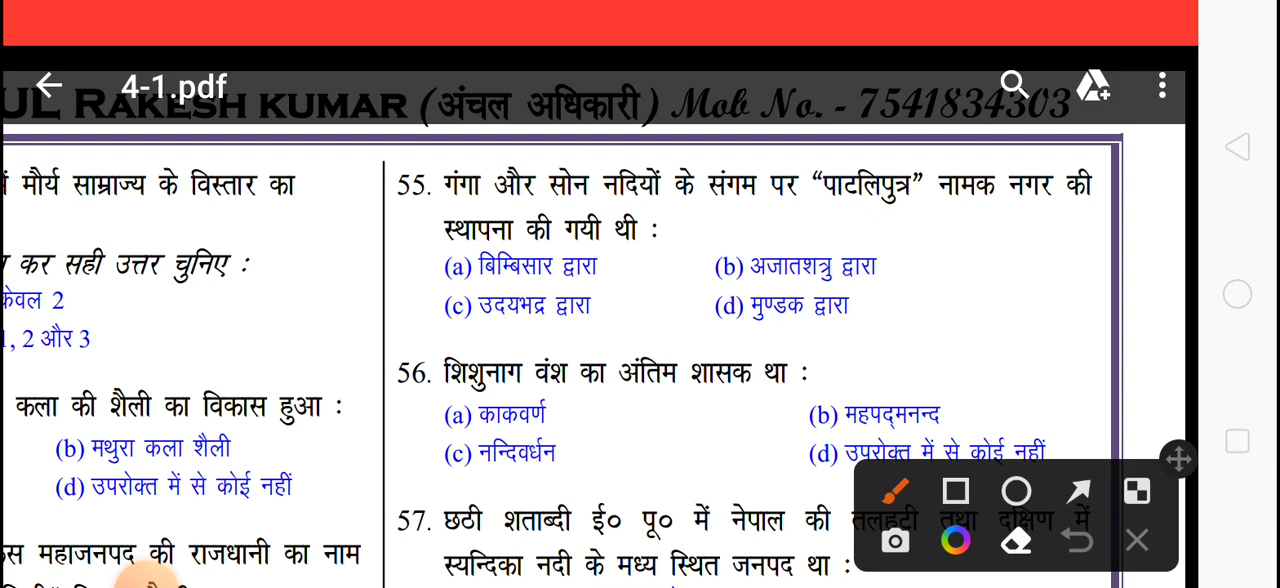 4-1.pdf
UL RAKESH KUMAR (अंचल अधिकारी) Mob No. - 7541834303
में मौर्य साम्राज्य के विस्तार का
कर सही उत्तर चुनिए :
केवल 2
1, 2 और 3
कला की शैली का विकास हुआ :
(b) मथुरा कला शैली
(d) उपरोक्त में से कोई नहीं
महाजनपद की राजधानी का नाम
55. गंगा और सोन नदियों के संगम पर “पाटलिपुत्र” नामक नगर की
स्थापना की गयी थी :
(a) बिम्बिसार द्वारा (b) अजातशत्रु द्वारा
(c) उदयभद्र द्वारा (d) मुण्डक द्वारा
56. शिशुनाग वंश का अंतिम शासक था :
(a) काकवर्ण (b) महपद्मनन्द
(c) नन्दिवर्धन (d) उपरोक्त में से कोई नहीं
57. छठी शताब्दी ई० पू० में नेपाल की तलहटी तथा दक्षिण में
स्यन्दिका नदी के मध्य स्थित जनपद था :